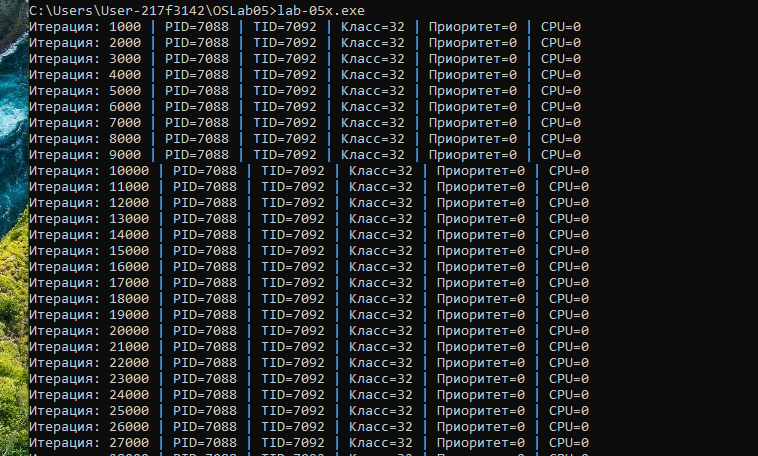 C:\Users\User-217f3142\OSLab05>lab-05x.exe
Итерация: 1000 | PID=7088 | TID=7092 | Класс=32 | Приоритет=0 | CPU=0
Итерация: 2000 | PID=7088 | TID=7092 | Класс=32 | Приоритет=0 | CPU=0
Итерация: 3000 | PID=7088 | TID=7092 | Класс=32 | Приоритет=0 | CPU=0
Итерация: 4000 | PID=7088 | TID=7092 | Класс=32 | Приоритет=0 | CPU=0
Итерация: 5000 | PID=7088 | TID=7092 | Класс=32 | Приоритет=0 | CPU=0
Итерация: 6000 | PID=7088 | TID=7092 | Класс=32 | Приоритет=0 | CPU=0
Итерация: 7000 | PID=7088 | TID=7092 | Класс=32 | Приоритет=0 | CPU=0
Итерация: 8000 | PID=7088 | TID=7092 | Класс=32 | Приоритет=0 | CPU=0
Итерация: 9000 | PID=7088 | TID=7092 | Класс=32 | Приоритет=0 | CPU=0
Итерация: 10000 | PID=7088 | TID=7092 | Класс=32 | Приоритет=0 | CPU=0
Итерация: 11000 | PID=7088 | TID=7092 | Класс=32 | Приоритет=0 | CPU=0
Итерация: 12000 | PID=7088 | TID=7092 | Класс=32 | Приоритет=0 | CPU=0
Итерация: 13000 | PID=7088 | TID=7092 | Класс=32 | Приоритет=0 | CPU=0
Итерация: 14000 | PID=7088 | TID=7092 | Класс=32 | Приоритет=0 | CPU=0
Итерация: 15000 | PID=7088 | TID=7092 | Класс=32 | Приоритет=0 | CPU=0
Итерация: 16000 | PID=7088 | TID=7092 | Класс=32 | Приоритет=0 | CPU=0
Итерация: 17000 | PID=7088 | TID=7092 | Класс=32 | Приоритет=0 | CPU=0
Итерация: 18000 | PID=7088 | TID=7092 | Класс=32 | Приоритет=0 | CPU=0
Итерация: 19000 | PID=7088 | TID=7092 | Класс=32 | Приоритет=0 | CPU=0
Итерация: 20000 | PID=7088 | TID=7092 | Класс=32 | Приоритет=0 | CPU=0
Итерация: 21000 | PID=7088 | TID=7092 | Класс=32 | Приоритет=0 | CPU=0
Итерация: 22000 | PID=7088 | TID=7092 | Класс=32 | Приоритет=0 | CPU=0
Итерация: 23000 | PID=7088 | TID=7092 | Класс=32 | Приоритет=0 | CPU=0
Итерация: 24000 | PID=7088 | TID=7092 | Класс=32 | Приоритет=0 | CPU=0
Итерация: 25000 | PID=7088 | TID=7092 | Класс=32 | Приоритет=0 | CPU=0
Итерация: 26000 | PID=7088 | TID=7092 | Класс=32 | Приоритет=0 | CPU=0
Итерация: 27000 | PID=7088 | TID=7092 | Класс=32 | Приоритет=0 | CPU=0